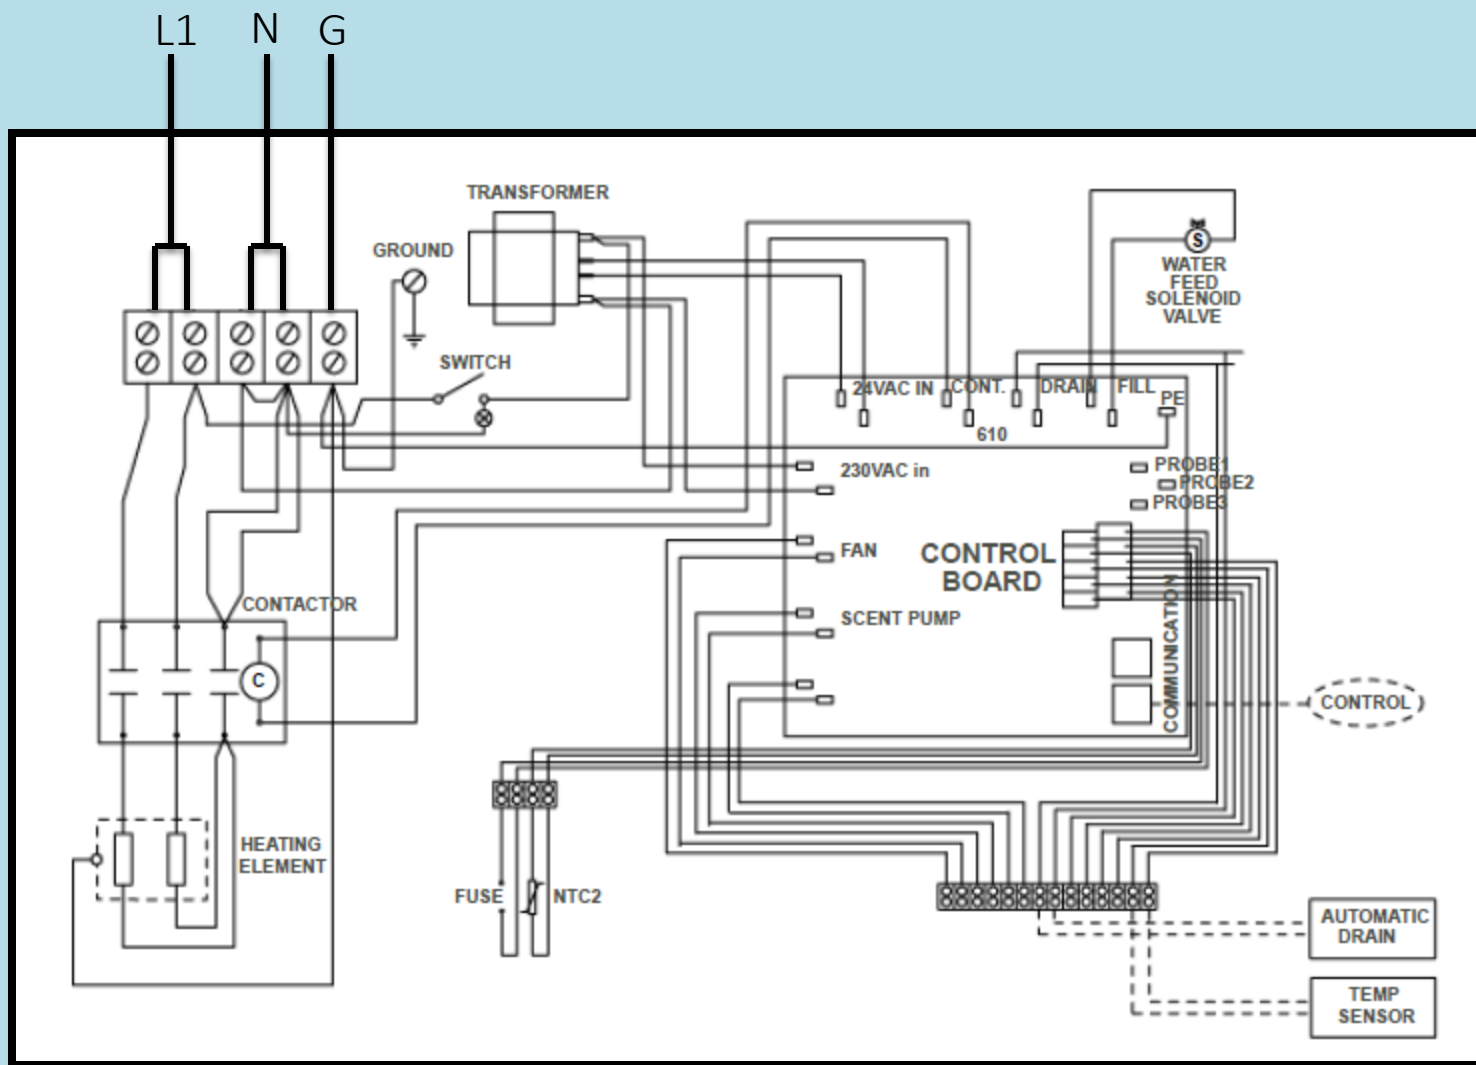 L1 N G
TRANSFORMER
GROUND
SWITCH
S
WATER
FEED
SOLENOID
VALVE
24VAC IN CONT. DRAIN FILL PE
610
230VAC in
PROBE1
PROBE2
PROBE3
FAN
CONTROL
BOARD
SCENT PUMP
COMMUNICATION
CONTROL
CONTACTOR
C
HEATING
ELEMENT
FUSE
NTC2
AUTOMATIC
DRAIN
TEMP
SENSOR